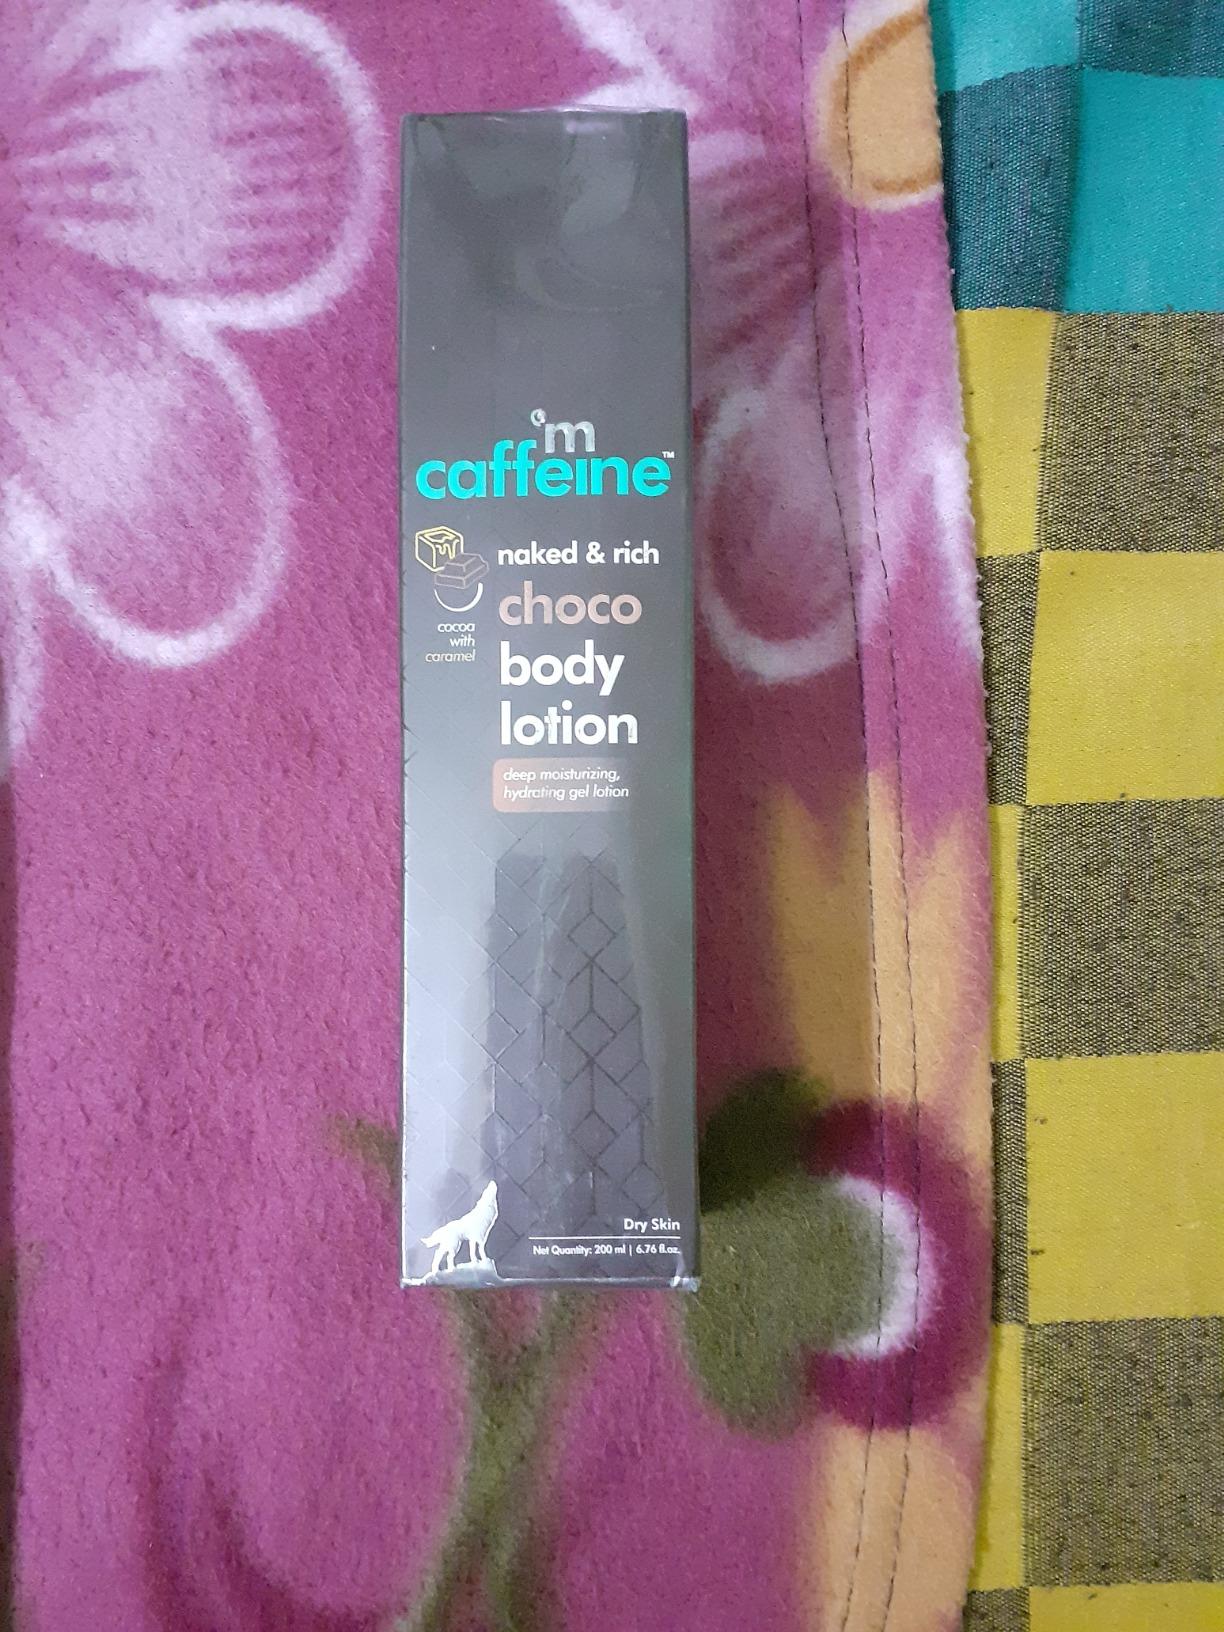 'm
caffeine™
naked & rich
choco
body
lotion
cocoa
with
caramel
deep moisturizing,
hydrating gel lotion
Dry Skin
Net Quantity: 200 ml | 6.76 fl.oz.